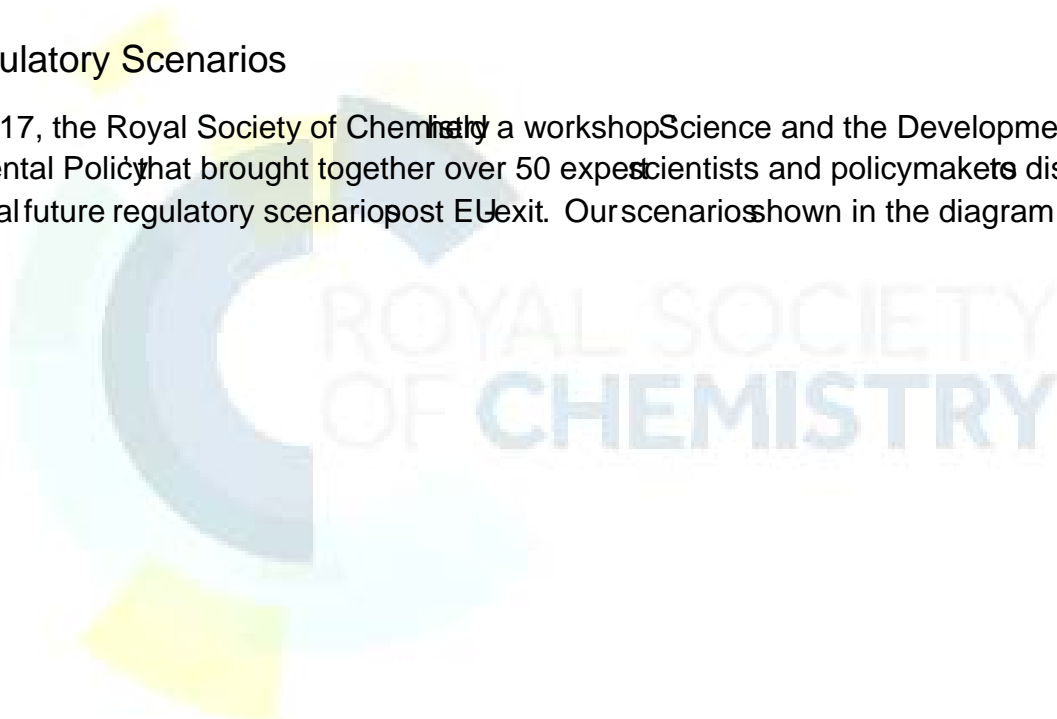 ulatory Scenarios
17, the Royal Society of Chemistry held a workshop 'Science and the Developme
ental Policy' that brought together over 50 expert scientists and policymakers to dis
al future regulatory scenarios post EU-exit. Our scenarios shown in the diagram
ROYAL SOCIETY
OF CHEMISTRY